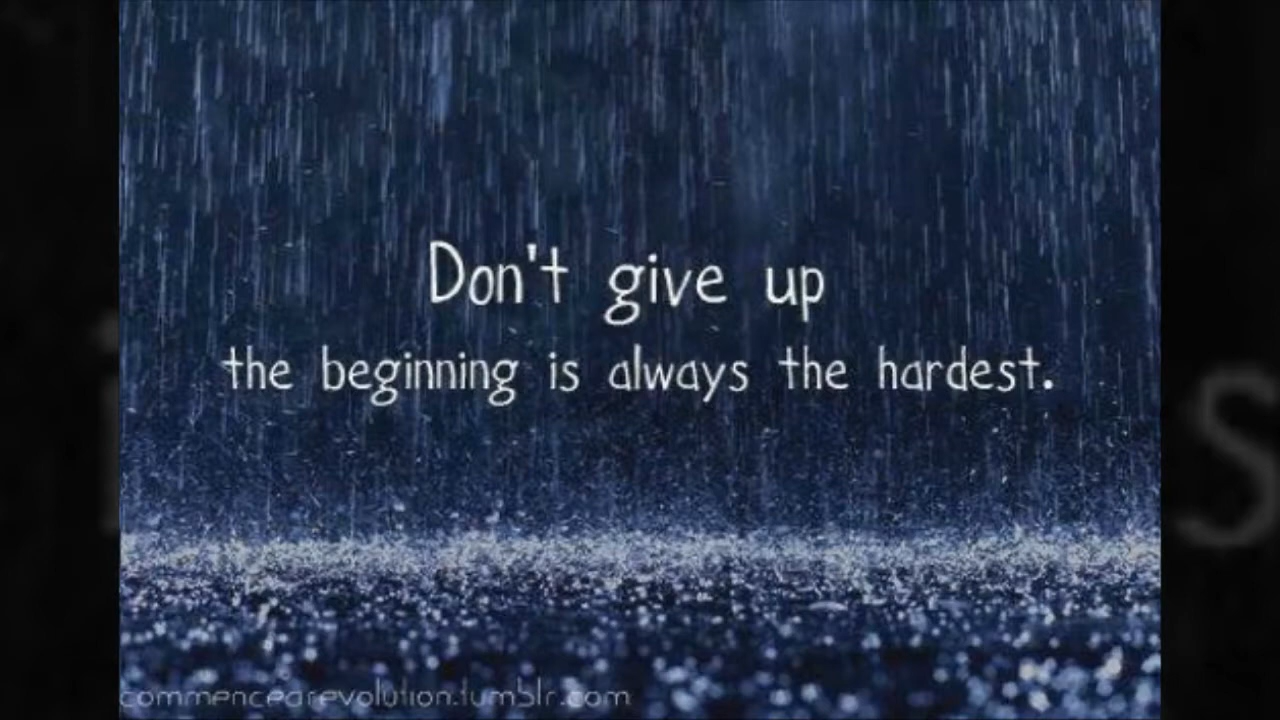 Don't give up
the beginning is always the hardest.
commencearevolution.tumblr.com